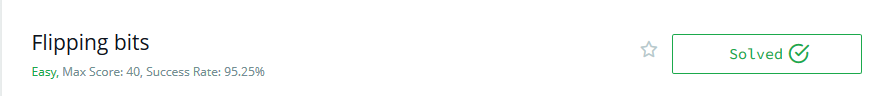 Flipping bits
Solved
Easy, Max Score: 40, Success Rate: 95.25%